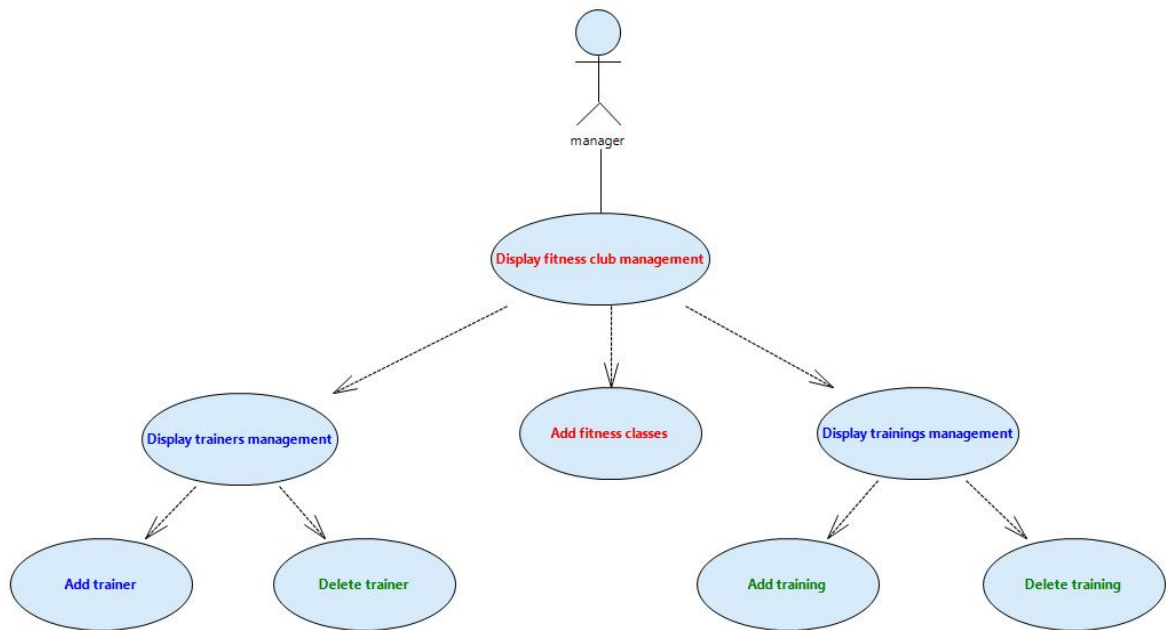 manager
Display fitness club management
Display trainers management
Add fitness classes
Display trainings management
Add trainer
Delete trainer
Add training
Delete training